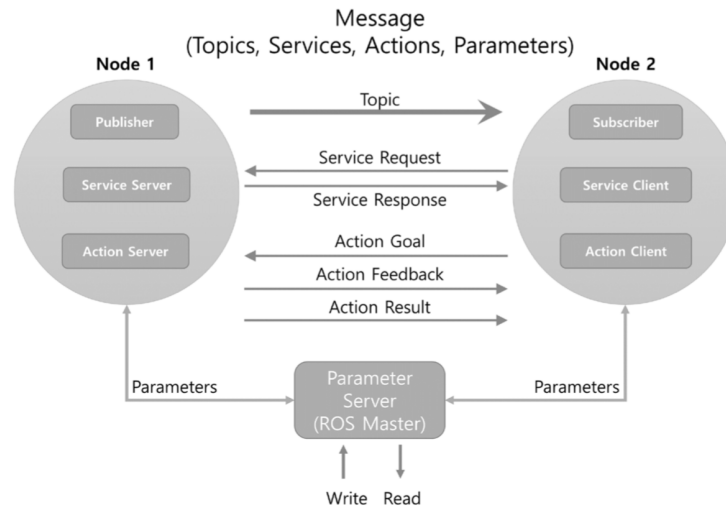 Message
(Topics, Services, Actions, Parameters)
Node 1
Node 2
Publisher
Topic
Subscriber
Service Request
Service Server
Service Client
Service Response
Action Goal
Action Server
Action Client
Action Feedback
Action Result
Parameters
Parameter
Server
(ROS Master)
Parameters
Write
Read